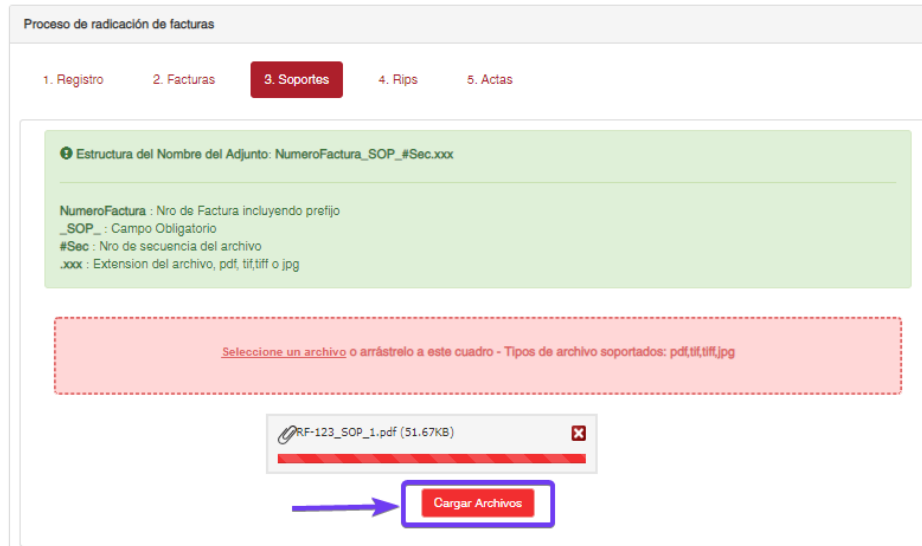 Proceso de radicación de facturas
1. Registro 2. Facturas 3. Soportes 4. Rips 5. Actas
Estructura del Nombre del Adjunto: NumeroFactura_SOP_#Sec.xxx
NumeroFactura : Nro de Factura incluyendo prefijo
_SOP_ : Campo Obligatorio
#Sec : Nro de secuencia del archivo
.xxx : Extension del archivo, pdf, tif,tiff o jpg
Seleccione un archivo o arrástrelo a este cuadro - Tipos de archivo soportados: pdf,tif,tiff,jpg
RF-123_SOP_1.pdf (51.67KB)
Cargar Archivos